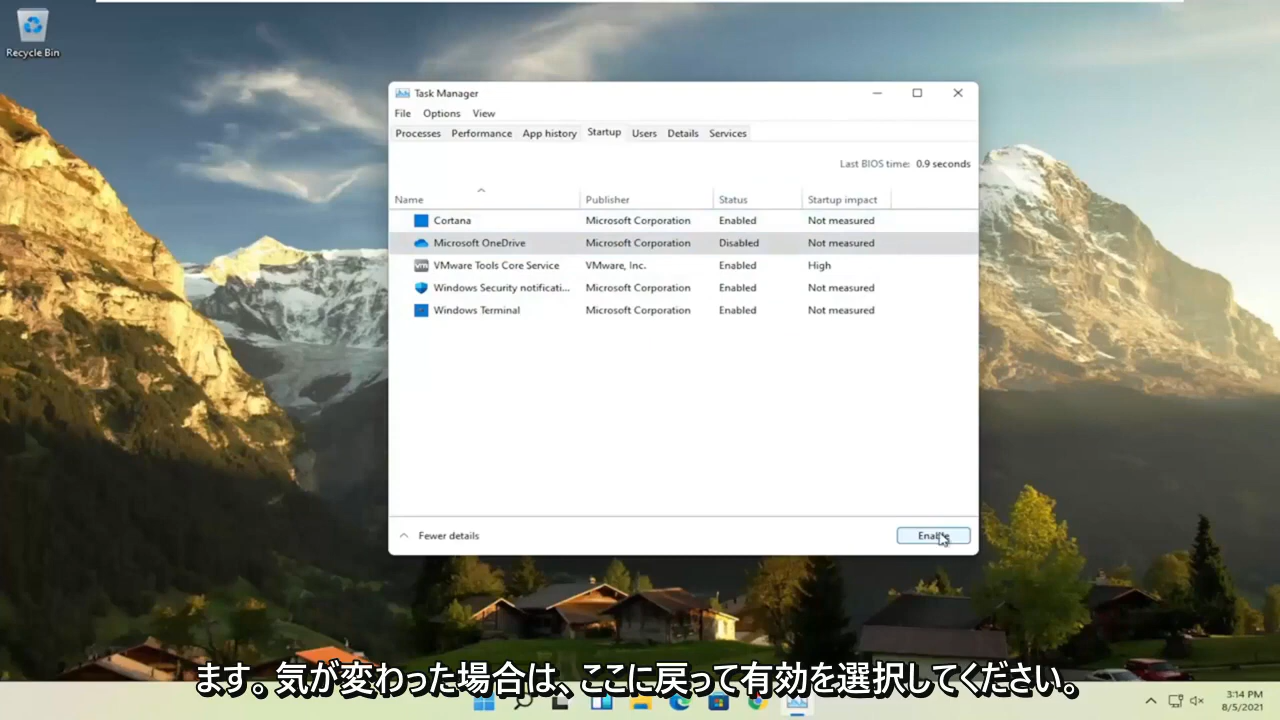 Recycle Bin
Task Manager
File Options View
Processes Performance App history Startup Users Details Services
Last BIOS time: 0.9 seconds
Name Publisher Status Startup impact
Cortana Microsoft Corporation Enabled Not measured
Microsoft OneDrive Microsoft Corporation Disabled Not measured
vm VMware Tools Core Service VMware, Inc. Enabled High
Windows Security notificati... Microsoft Corporation Enabled Not measured
Windows Terminal Microsoft Corporation Enabled Not measured
Fewer details Enable
ます。気が変わった場合は、ここに戻って有効を選択してください。
3:14 PM
8/5/2021